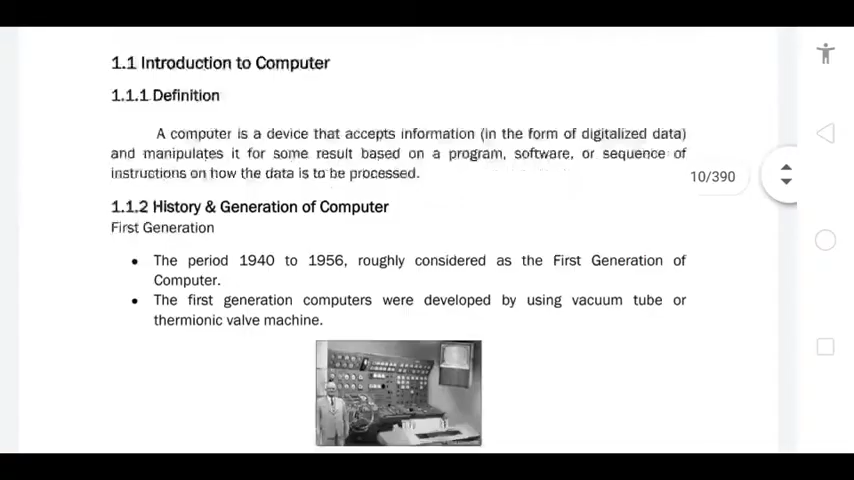 1.1 Introduction to Computer
1.1.1 Definition
A computer is a device that accepts information (in the form of digitalized data)
and manipulates it for some result based on a program, software, or sequence of
instructions on how the data is to be processed.
10/390
1.1.2 History & Generation of Computer
First Generation
• The period 1940 to 1956, roughly considered as the First Generation of
Computer.
• The first generation computers were developed by using vacuum tube or
thermionic valve machine.